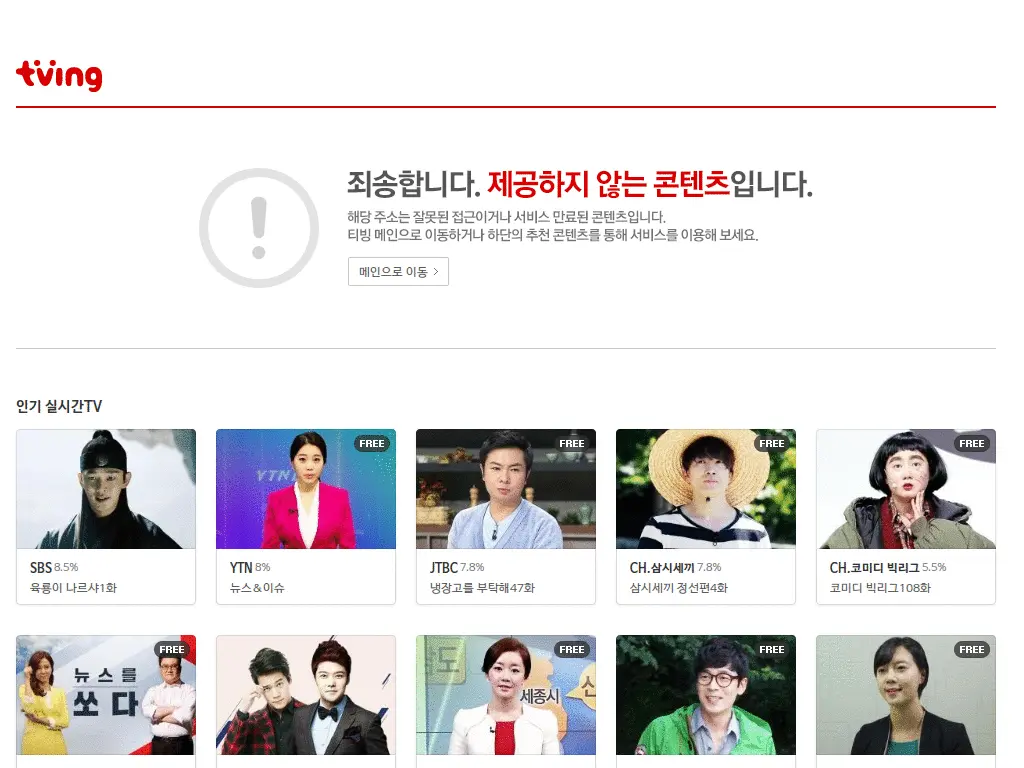 tving
죄송합니다. 제공하지 않는 콘텐츠입니다.
해당 주소는 잘못된 접근이거나 서비스 만료된 콘텐츠입니다.
티빙 메인으로 이동하거나 하단의 추천 콘텐츠를 통해 서비스를 이용해 보세요.
메인으로 이동 >
인기 실시간TV
FREE FREE FREE FREE
YTN
SBS 8.5% YTN 8% JTBC 7.8% CH.삼시세끼 7.8% CH.코미디 빅리그 5.5%
육룡이 나르샤1화 뉴스&이슈 냉장고를 부탁해47화 삼시세끼 정선편4화 코미디 빅리그108화
FREE FREE FREE FREE
뉴스를
쏘다
세종시